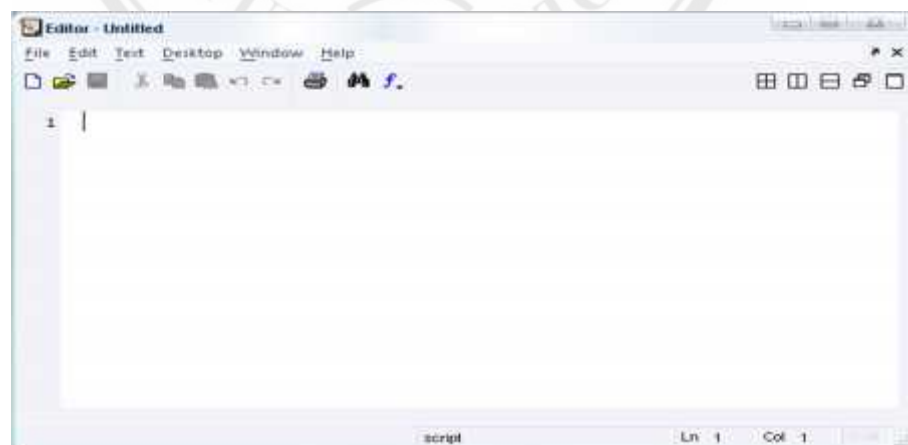 Editor - Untitled
File Edit Text Desktop Window Help
1
script Ln 1 Col 1